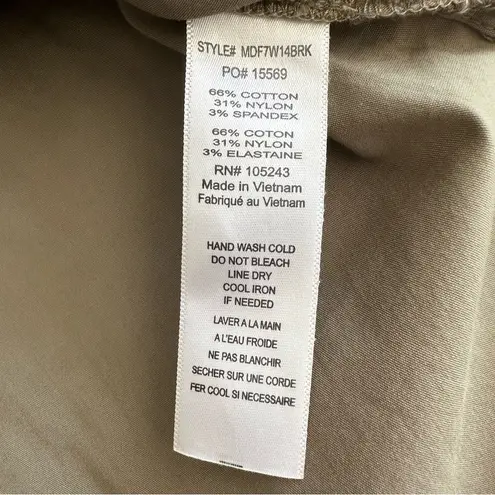 STYLE# MDF7W14BRK
PO# 15569
66% COTTON
31% NYLON
3% SPANDEX
66% COTON
31% NYLON
3% ELASTAINE
RN# 105243
Made in Vietnam
Fabriqué au Vietnam
HAND WASH COLD
DO NOT BLEACH
LINE DRY
COOL IRON
IF NEEDED
LAVER A LA MAIN
A L'EAU FROIDE
NE PAS BLANCHIR
SECHER SUR UNE CORDE
FER COOL SI NECESSAIRE